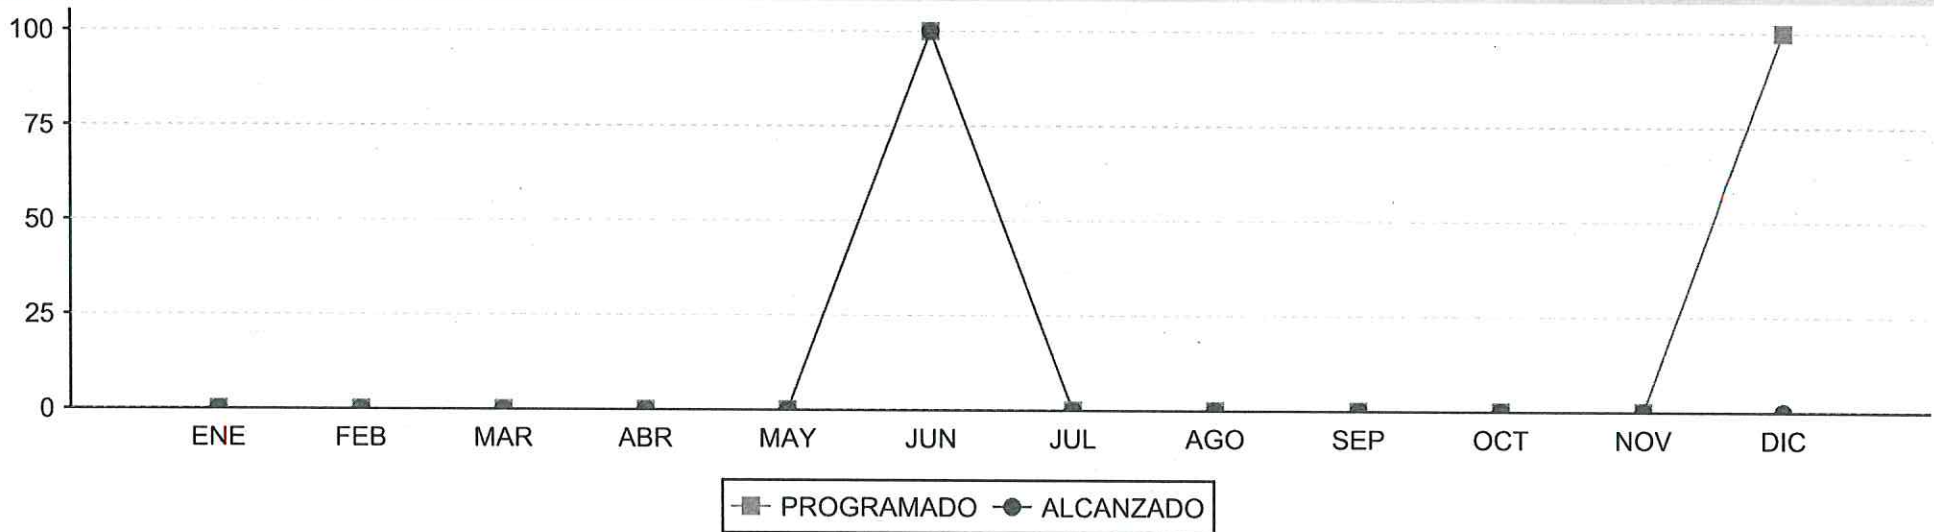 100
75
50
25
0
ENE FEB MAR ABR MAY JUN JUL AGO SEP OCT NOV DIC
PROGRAMADO ALCANZADO